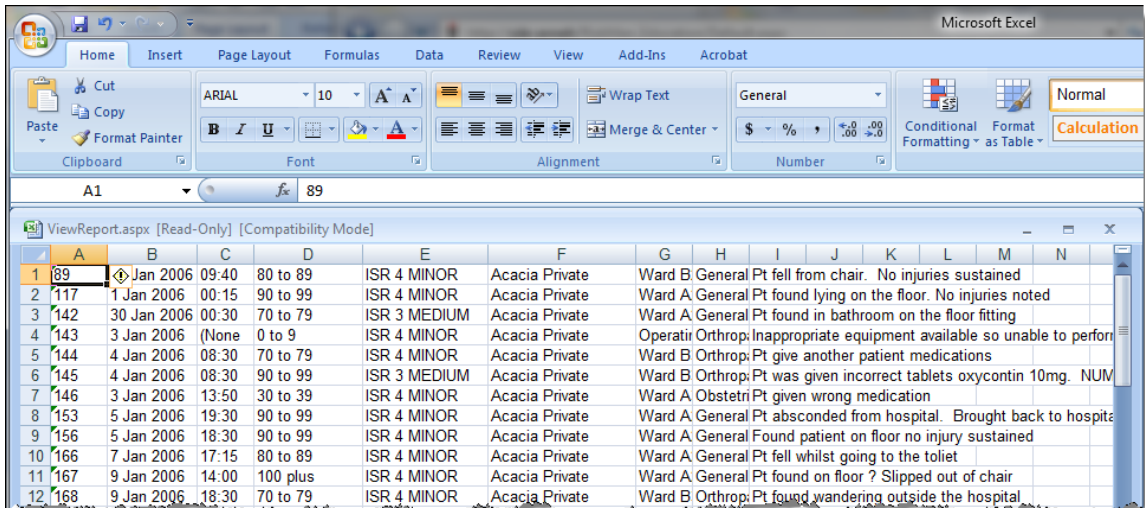 Microsoft Excel
Home Insert Page Layout Formulas Data Review View Add-Ins Acrobat
Cut
Copy
Format Painter
Paste
ARIAL 10 A A
B I U A
Wrap Text
Merge & Center
General
$ % , .0 .00 .00 .0
Conditional Formatting
Format as Table
Normal
Calculation
Clipboard Font Alignment Number
A1 fx 89
ViewReport.aspx [Read-Only] [Compatibility Mode]
A B C D E F G H I J K L M N
1 89 Jan 2006 09:40 80 to 89 ISR 4 MINOR Acacia Private Ward B General Pt fell from chair. No injuries sustained
2 117 1 Jan 2006 00:15 90 to 99 ISR 4 MINOR Acacia Private Ward A General Pt found lying on the floor. No injuries noted
3 142 30 Jan 2006 00:30 70 to 79 ISR 3 MEDIUM Acacia Private Ward A General Pt found in bathroom on the floor fitting
4 143 3 Jan 2006 (None 0 to 9 ISR 4 MINOR Acacia Private Operatin Orthropa Inappropriate equipment available so unable to perform
5 144 4 Jan 2006 08:30 70 to 79 ISR 4 MINOR Acacia Private Ward B Orthropa Pt give another patient medications
6 145 4 Jan 2006 08:30 90 to 99 ISR 3 MEDIUM Acacia Private Ward B Orthropa Pt was given incorrect tablets oxycontin 10mg. NUM
7 146 3 Jan 2006 13:50 30 to 39 ISR 4 MINOR Acacia Private Ward A Obstetri Pt given wrong medication
8 153 5 Jan 2006 19:30 90 to 99 ISR 4 MINOR Acacia Private Ward A General Pt absconded from hospital. Brought back to hospita
9 156 5 Jan 2006 18:30 90 to 99 ISR 4 MINOR Acacia Private Ward A General Found patient on floor no injury sustained
10 166 7 Jan 2006 17:15 80 to 89 ISR 4 MINOR Acacia Private Ward A General Pt fell whilst going to the toliet
11 167 9 Jan 2006 14:00 100 plus ISR 4 MINOR Acacia Private Ward A General Pt found on floor ? Slipped out of chair
12 168 9 Jan 2006 18:30 70 to 79 ISR 4 MINOR Acacia Private Ward B Orthropa Pt found wandering outside the hospital